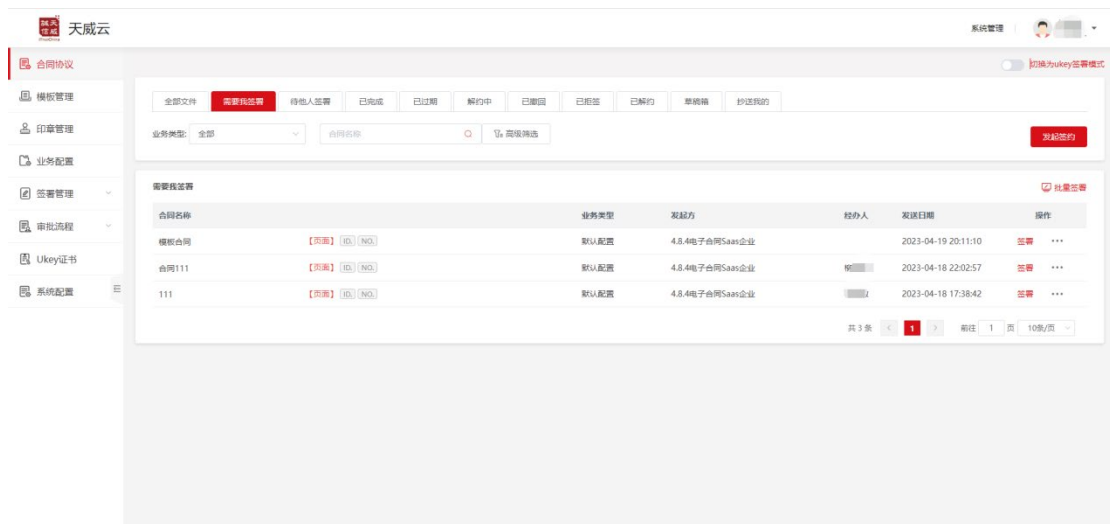 天威云
系统管理
合同协议
切换为ukey签署模式
模板管理
全部文件 需要我签署 待他人签署 已完成 已过期 解约中 已撤回 已拒签 已解约 草稿箱 抄送我的
印章管理
业务类型: 全部 合同名称 高级筛选 发起签约
业务配置
签署管理
需要我签署 批量签署
审批流程
合同名称 业务类型 发起方 经办人 发送日期 操作
模板合同 【页面】 ID. NO. 默认配置 4.8.4电子合同Saas企业 2023-04-19 20:11:10 签署 ···
Ukey证书
合同111 【页面】 ID. NO. 默认配置 4.8.4电子合同Saas企业 2023-04-18 22:02:57 签署 ···
系统配置
111 【页面】 ID. NO. 默认配置 4.8.4电子合同Saas企业 2023-04-18 17:38:42 签署 ···
共 3 条 < 1 > 前往 1 页 10条/页